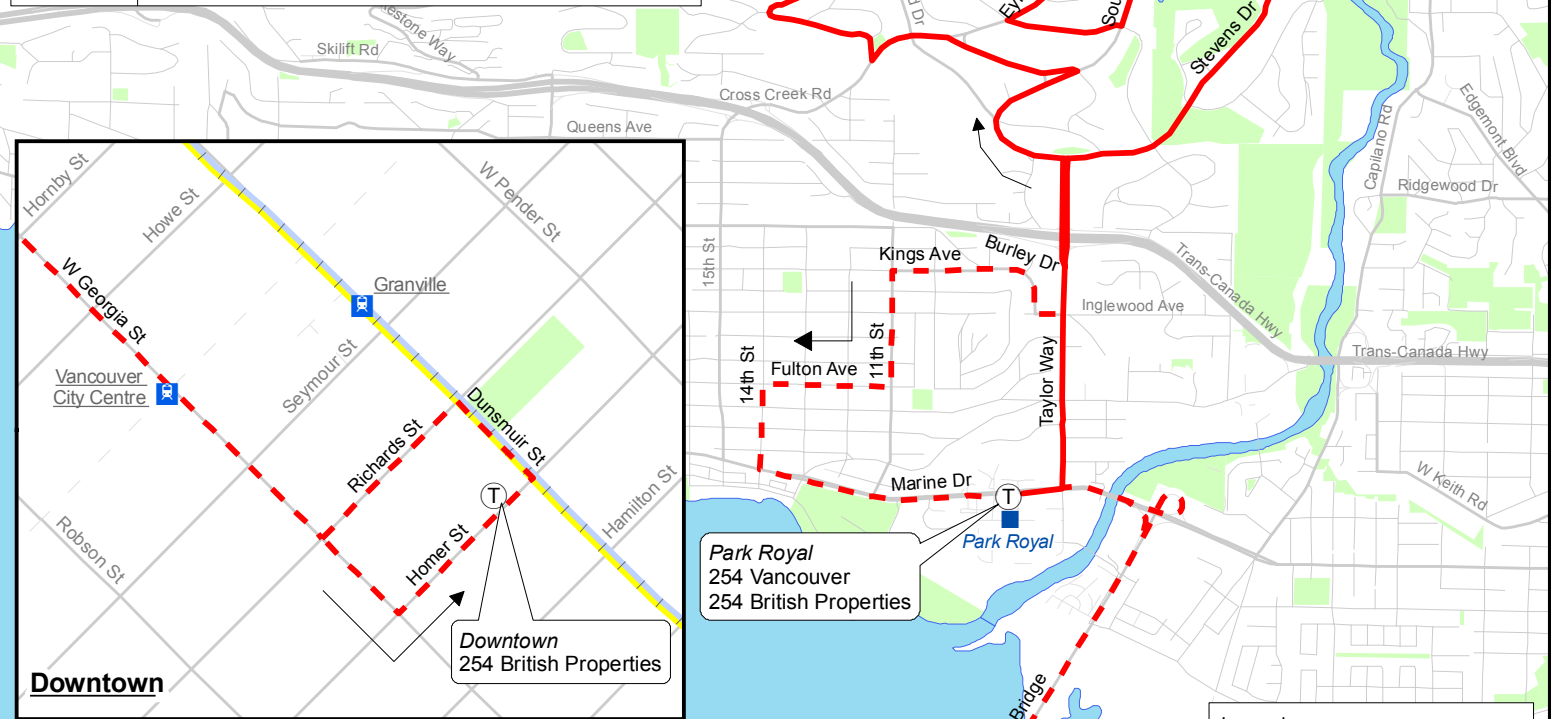 Skilift Rd
Cross Creek Rd
Queens Ave
Stevens Dr
Capilano Rd
Edgemont Blvd
Ridgewood Dr
Hornby St
Howe St
W Pender St
W Georgia St
Granville
Vancouver
City Centre
Seymour St
Richards St
Dunsmuir St
Hamilton St
Homer St
Robson St
T
Downtown
254 British Properties
Downtown
15th St
Kings Ave
Burley Dr
Inglewood Ave
Trans-Canada Hwy
Trans-Canada Hwy
14th St
11th St
Fulton Ave
Taylor Way
Marine Dr
T
Park Royal
W Keith Rd
Park Royal
254 Vancouver
254 British Properties
Bridge